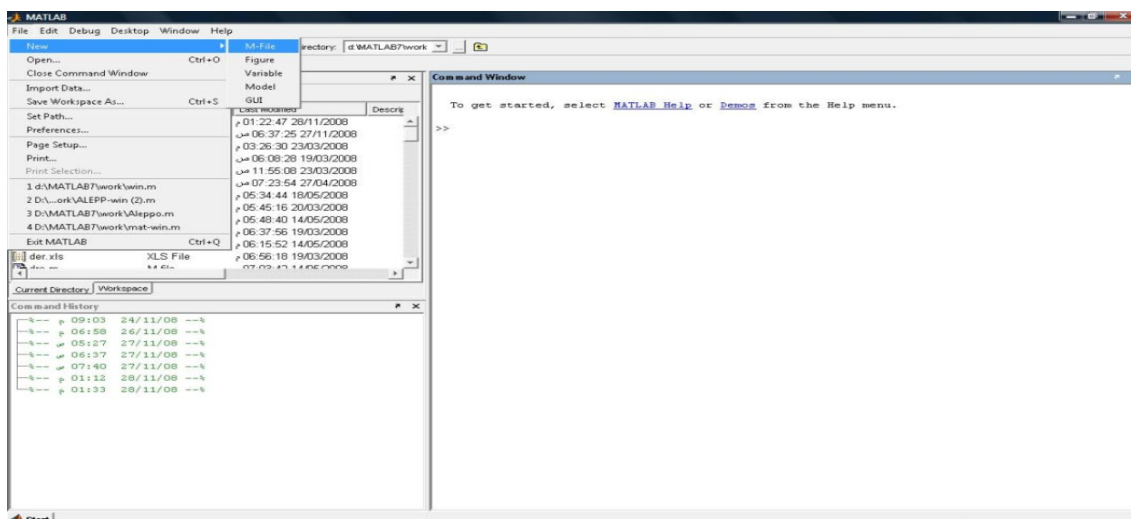 MATLAB
File Edit Debug Desktop Window Help
New
Open... Ctrl+O
Close Command Window
Import Data...
Save Workspace As... Ctrl+S
Set Path...
Preferences...
Page Setup...
Print...
Print Selection...
1 d:\MATLAB7\work\win.m
2 D:\...ork\ALEPP-win (2).m
3 D:\MATLAB7\work\Aleppo.m
4 D:\MATLAB7\work\mat-win.m
Exit MATLAB Ctrl+Q
M-File
Figure
Variable
Model
GUI
irectory: d:\MATLAB7\work
Last Modified Descrip
م 01:22:47 28/11/2008
ص 06:37:25 27/11/2008
م 03:26:30 23/03/2008
ص 06:08:28 19/03/2008
ص 11:55:08 23/03/2008
ص 07:23:54 27/04/2008
م 05:34:44 18/05/2008
م 05:45:16 20/03/2008
م 05:48:40 14/05/2008
م 06:37:56 19/03/2008
م 06:15:52 14/05/2008
der.xls XLS File م 06:56:18 19/03/2008
Current Directory Workspace
Command History
%-- م 09:03 24/11/08 --%
%-- م 06:58 26/11/08 --%
%-- ص 05:27 27/11/08 --%
%-- ص 06:37 27/11/08 --%
%-- ص 07:40 27/11/08 --%
%-- م 01:12 28/11/08 --%
%-- م 01:33 28/11/08 --%
Command Window
To get started, select MATLAB Help or Demos from the Help menu.
>>
Start